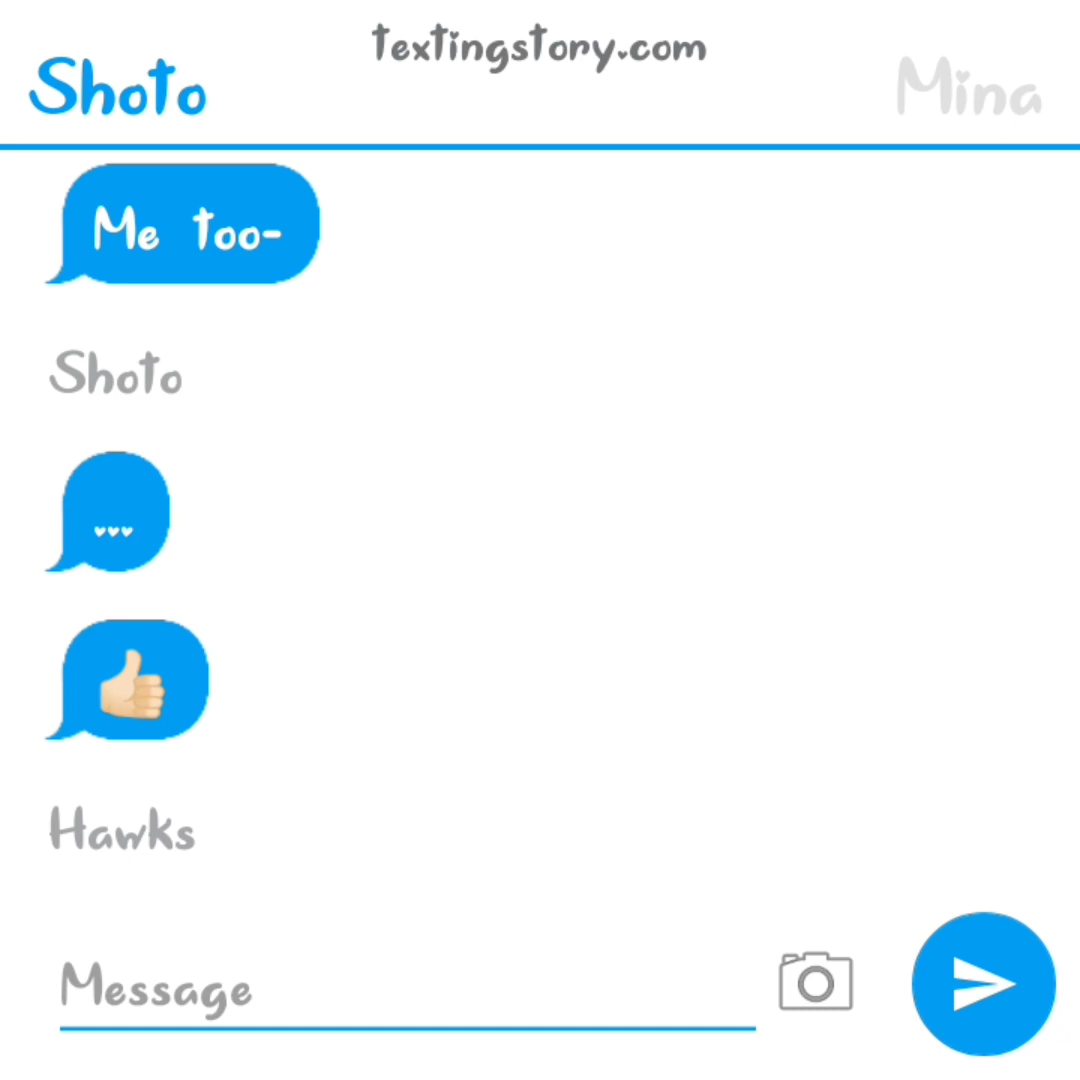 textingstory.com
Shoto
Mina
Me too-
Shoto
...
👍🏻
Hawks
Message